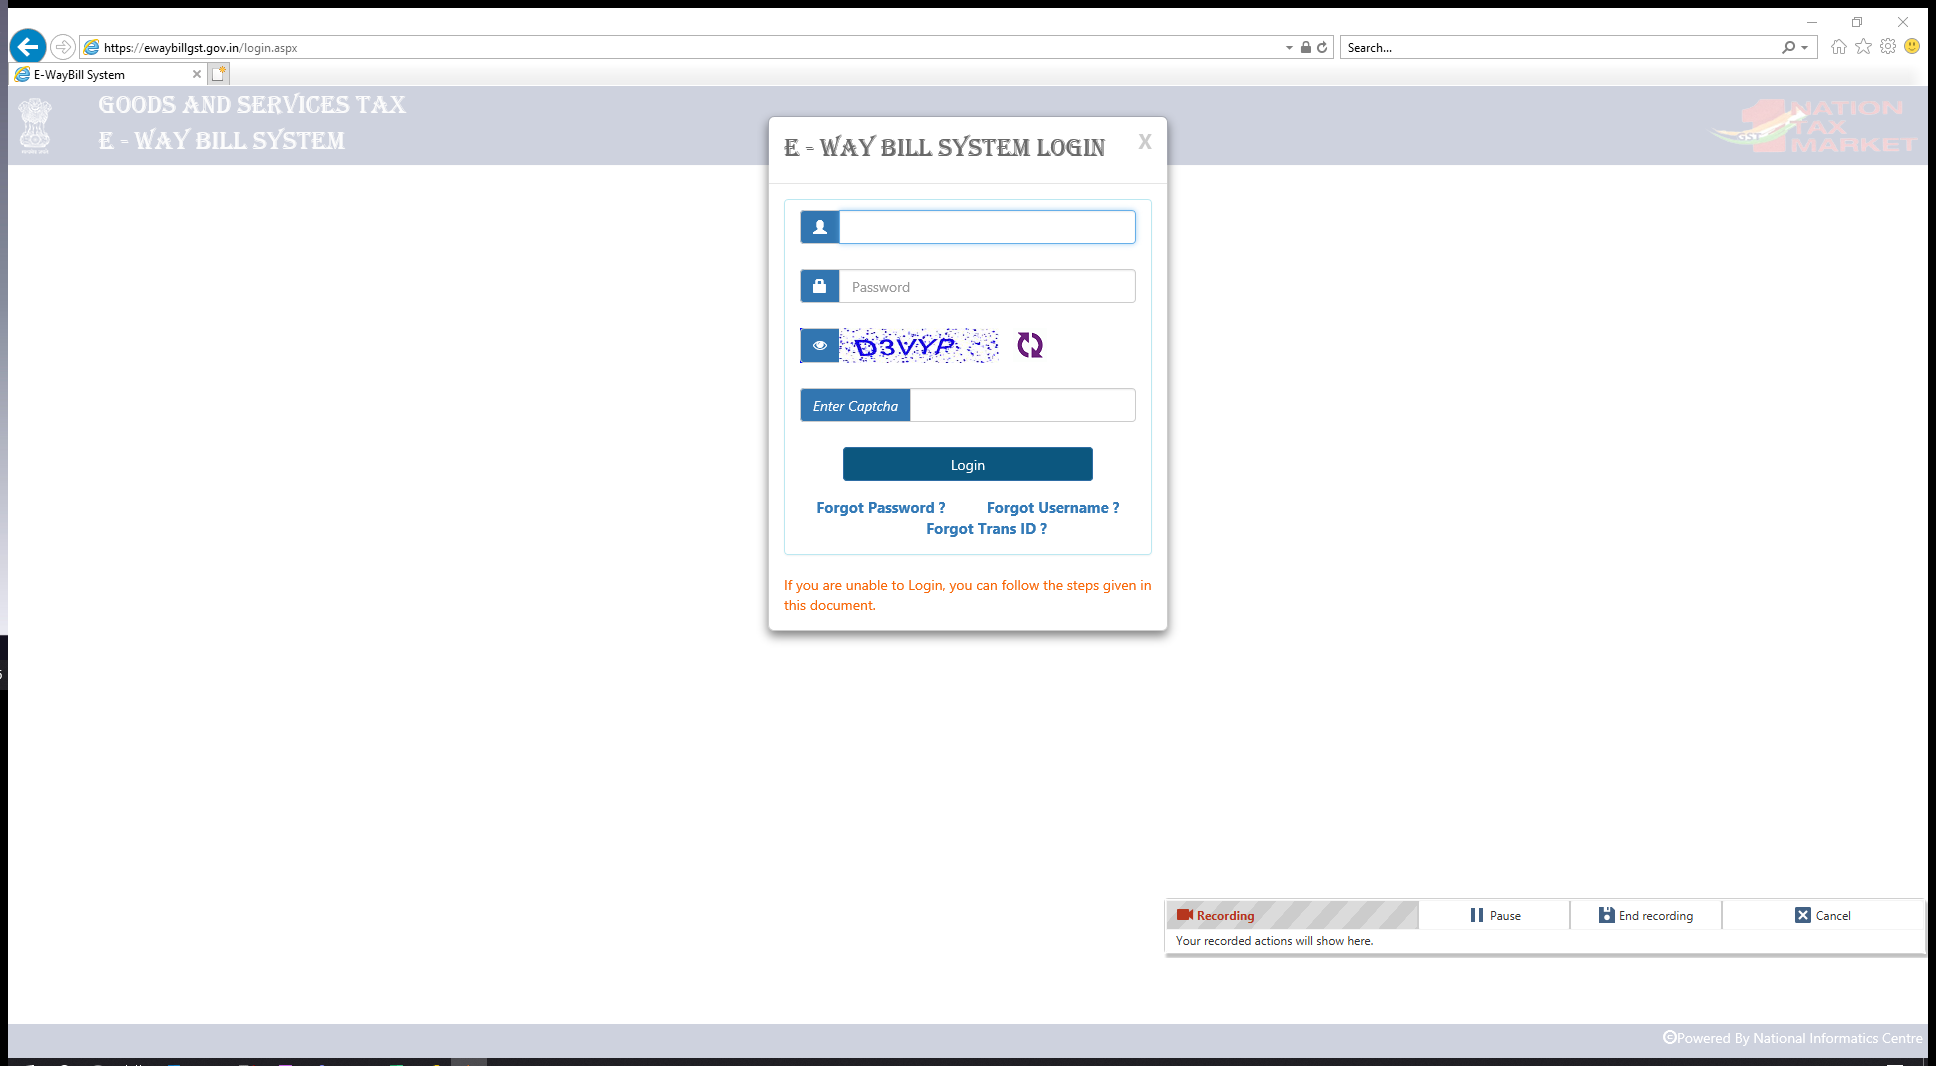 https://ewaybillgst.gov.in/login.aspx
Search...
E-WayBill System
GOODS AND SERVICES TAX
E - WAY BILL SYSTEM
GST
1 NATION
TAX
MARKET
E - WAY BILL SYSTEM LOGIN
X
Password
D3VYP
Enter Captcha
Login
Forgot Password ? Forgot Username ?
Forgot Trans ID ?
If you are unable to Login, you can follow the steps given in
this document.
Recording
Pause
End recording
Cancel
Your recorded actions will show here.
©Powered By National Informatics Centre